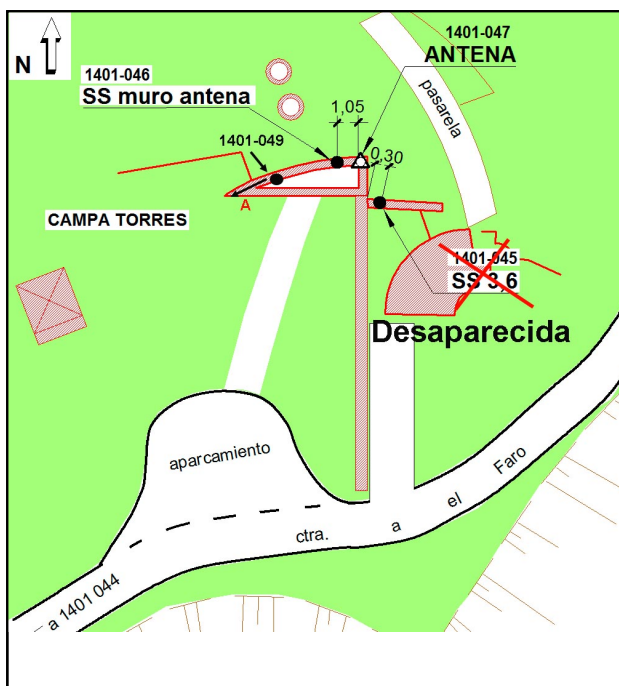 N
1401-046
SS muro antena
1401-047
ANTENA
pasarela
1,05
1401-049
0,30
A
CAMPA TORRES
1401-045
SS 3,6
Desaparecida
aparcamiento
ctra. a el Faro
a 1401 044